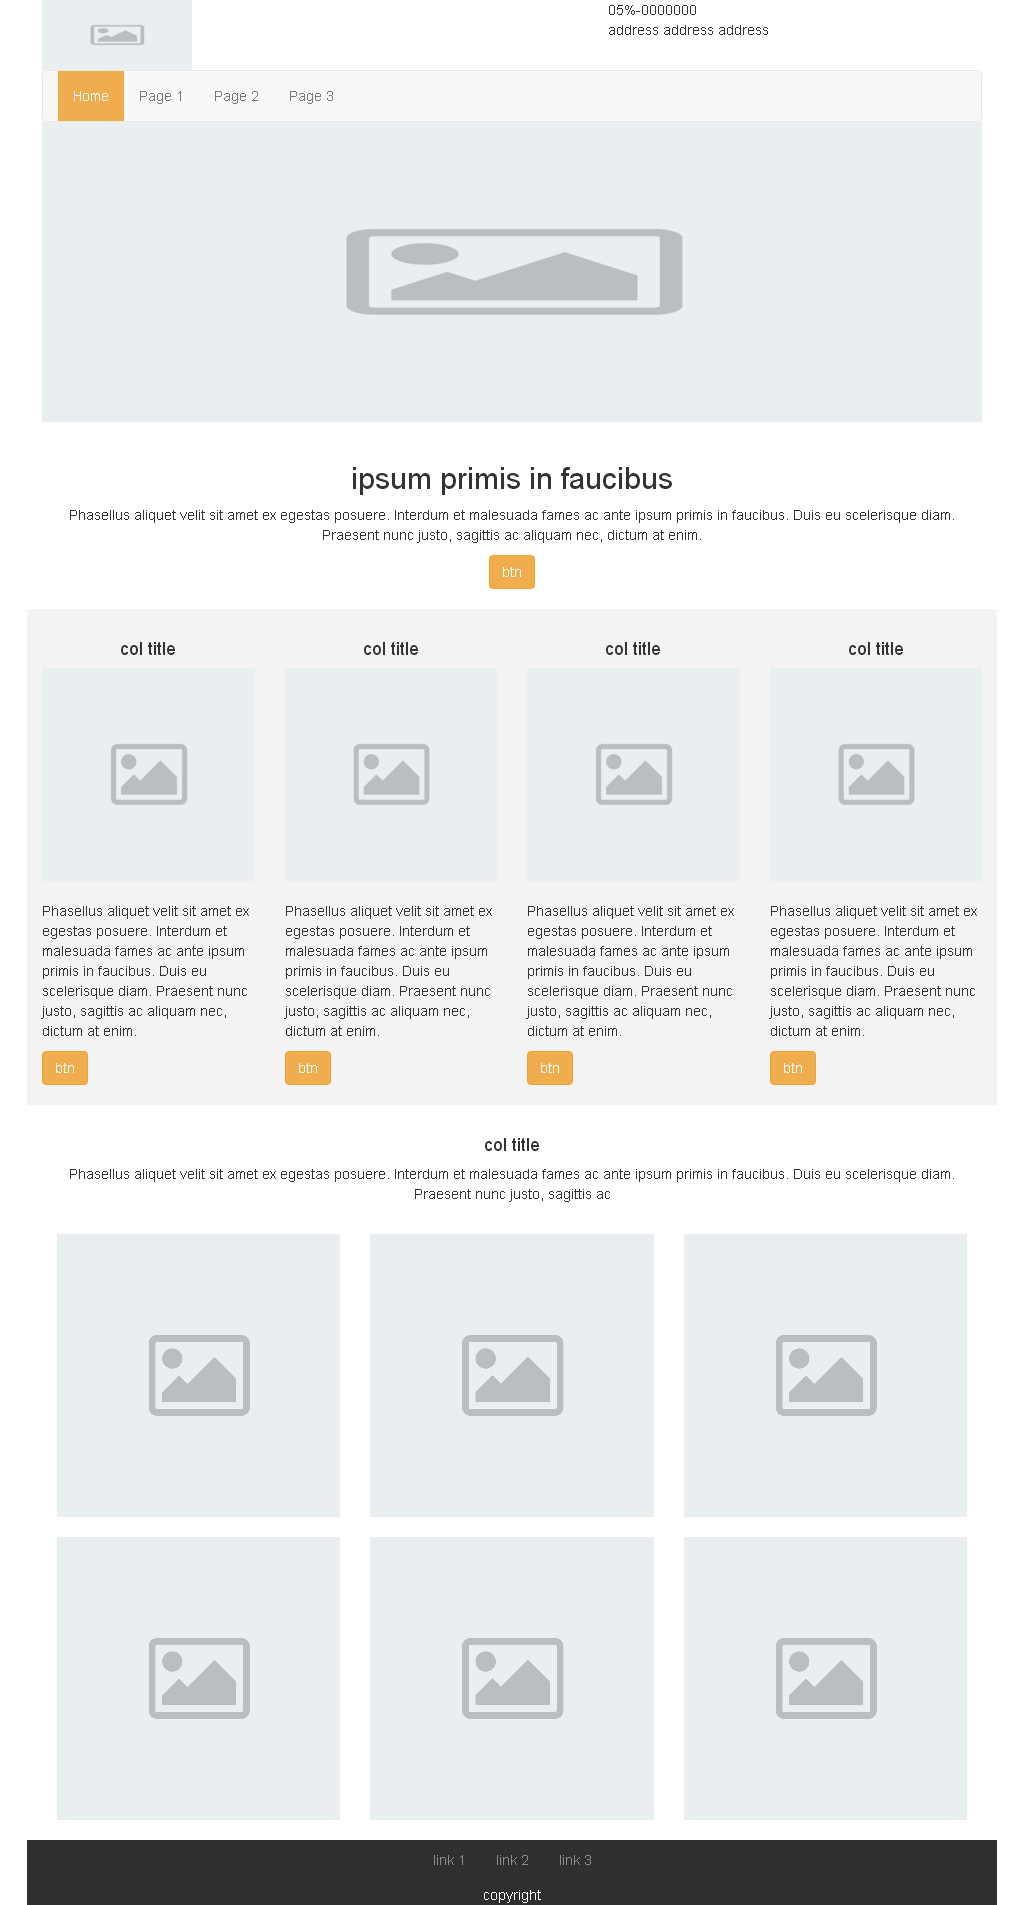 05%-0000000
address address address
Home Page 1 Page 2 Page 3
ipsum primis in faucibus
Phasellus aliquet velit sit amet ex egestas posuere. Interdum et malesuada fames ac ante ipsum primis in faucibus. Duis eu scelerisque diam.
Praesent nunc justo, sagittis ac aliquam nec, dictum at enim.
btn
col title
Phasellus aliquet velit sit amet ex
egestas posuere. Interdum et
malesuada fames ac ante ipsum
primis in faucibus. Duis eu
scelerisque diam. Praesent nunc
justo, sagittis ac aliquam nec,
dictum at enim.
btn
col title
Phasellus aliquet velit sit amet ex
egestas posuere. Interdum et
malesuada fames ac ante ipsum
primis in faucibus. Duis eu
scelerisque diam. Praesent nunc
justo, sagittis ac aliquam nec,
dictum at enim.
btn
col title
Phasellus aliquet velit sit amet ex
egestas posuere. Interdum et
malesuada fames ac ante ipsum
primis in faucibus. Duis eu
scelerisque diam. Praesent nunc
justo, sagittis ac aliquam nec,
dictum at enim.
btn
col title
Phasellus aliquet velit sit amet ex
egestas posuere. Interdum et
malesuada fames ac ante ipsum
primis in faucibus. Duis eu
scelerisque diam. Praesent nunc
justo, sagittis ac aliquam nec,
dictum at enim.
btn
col title
Phasellus aliquet velit sit amet ex egestas posuere. Interdum et malesuada fames ac ante ipsum primis in faucibus. Duis eu scelerisque diam.
Praesent nunc justo, sagittis ac
link 1 link 2 link 3
copyright